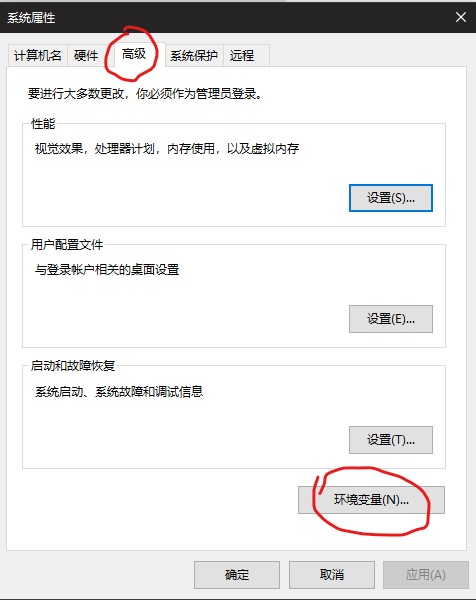 系统属性
计算机名 硬件 高级 系统保护 远程
要进行大多数更改，你必须作为管理员登录。
性能
视觉效果，处理器计划，内存使用，以及虚拟内存
设置(S)...
用户配置文件
与登录帐户相关的桌面设置
设置(E)...
启动和故障恢复
系统启动、系统故障和调试信息
设置(T)...
环境变量(N)...
确定 取消 应用(A)